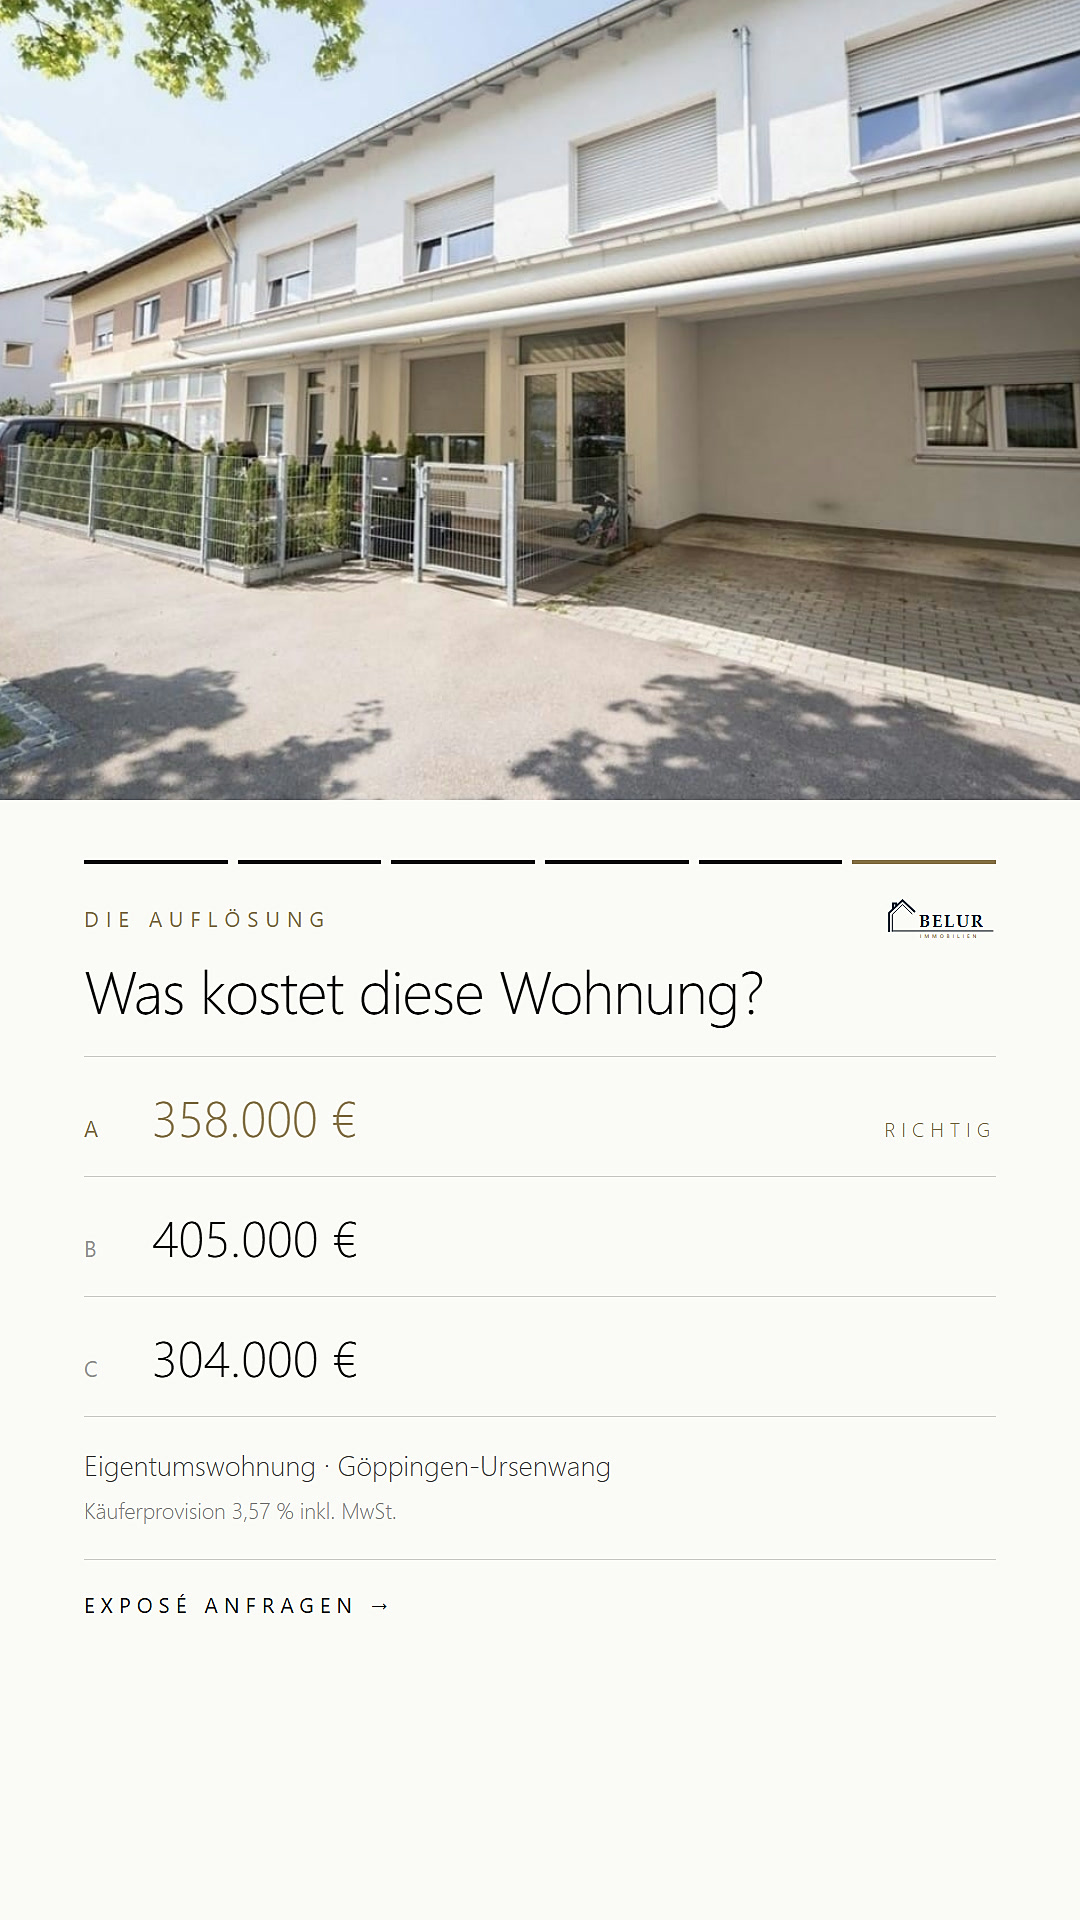 DIE AUFLÖSUNG
BELUR
IMMOBILIEN
Was kostet diese Wohnung?
A 358.000 € RICHTIG
B 405.000 €
C 304.000 €
Eigentumswohnung · Göppingen-Ursenwang
Käuferprovision 3,57 % inkl. MwSt.
EXPOSÉ ANFRAGEN →